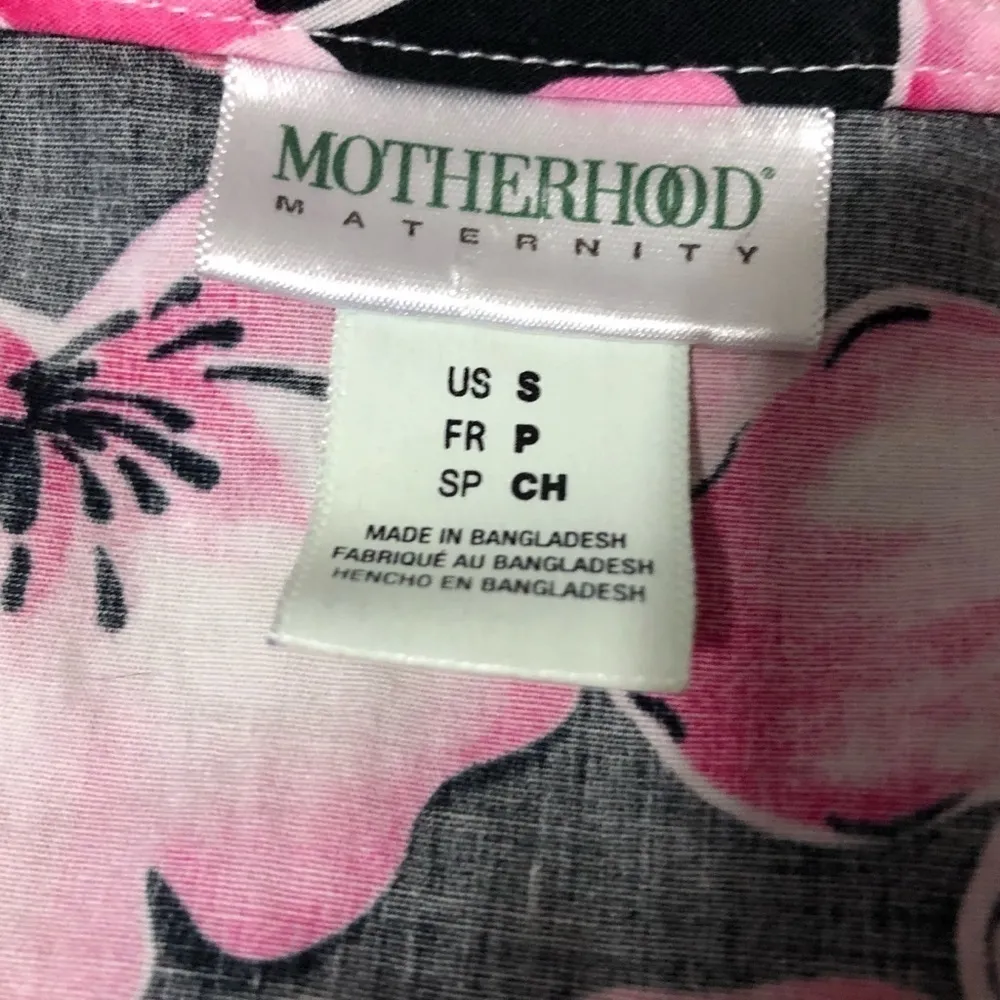 MOTHERHOOD®
MATERNITY
US S
FR P
SP CH
MADE IN BANGLADESH
FABRIQUÉ AU BANGLADESH
HENCHO EN BANGLADESH